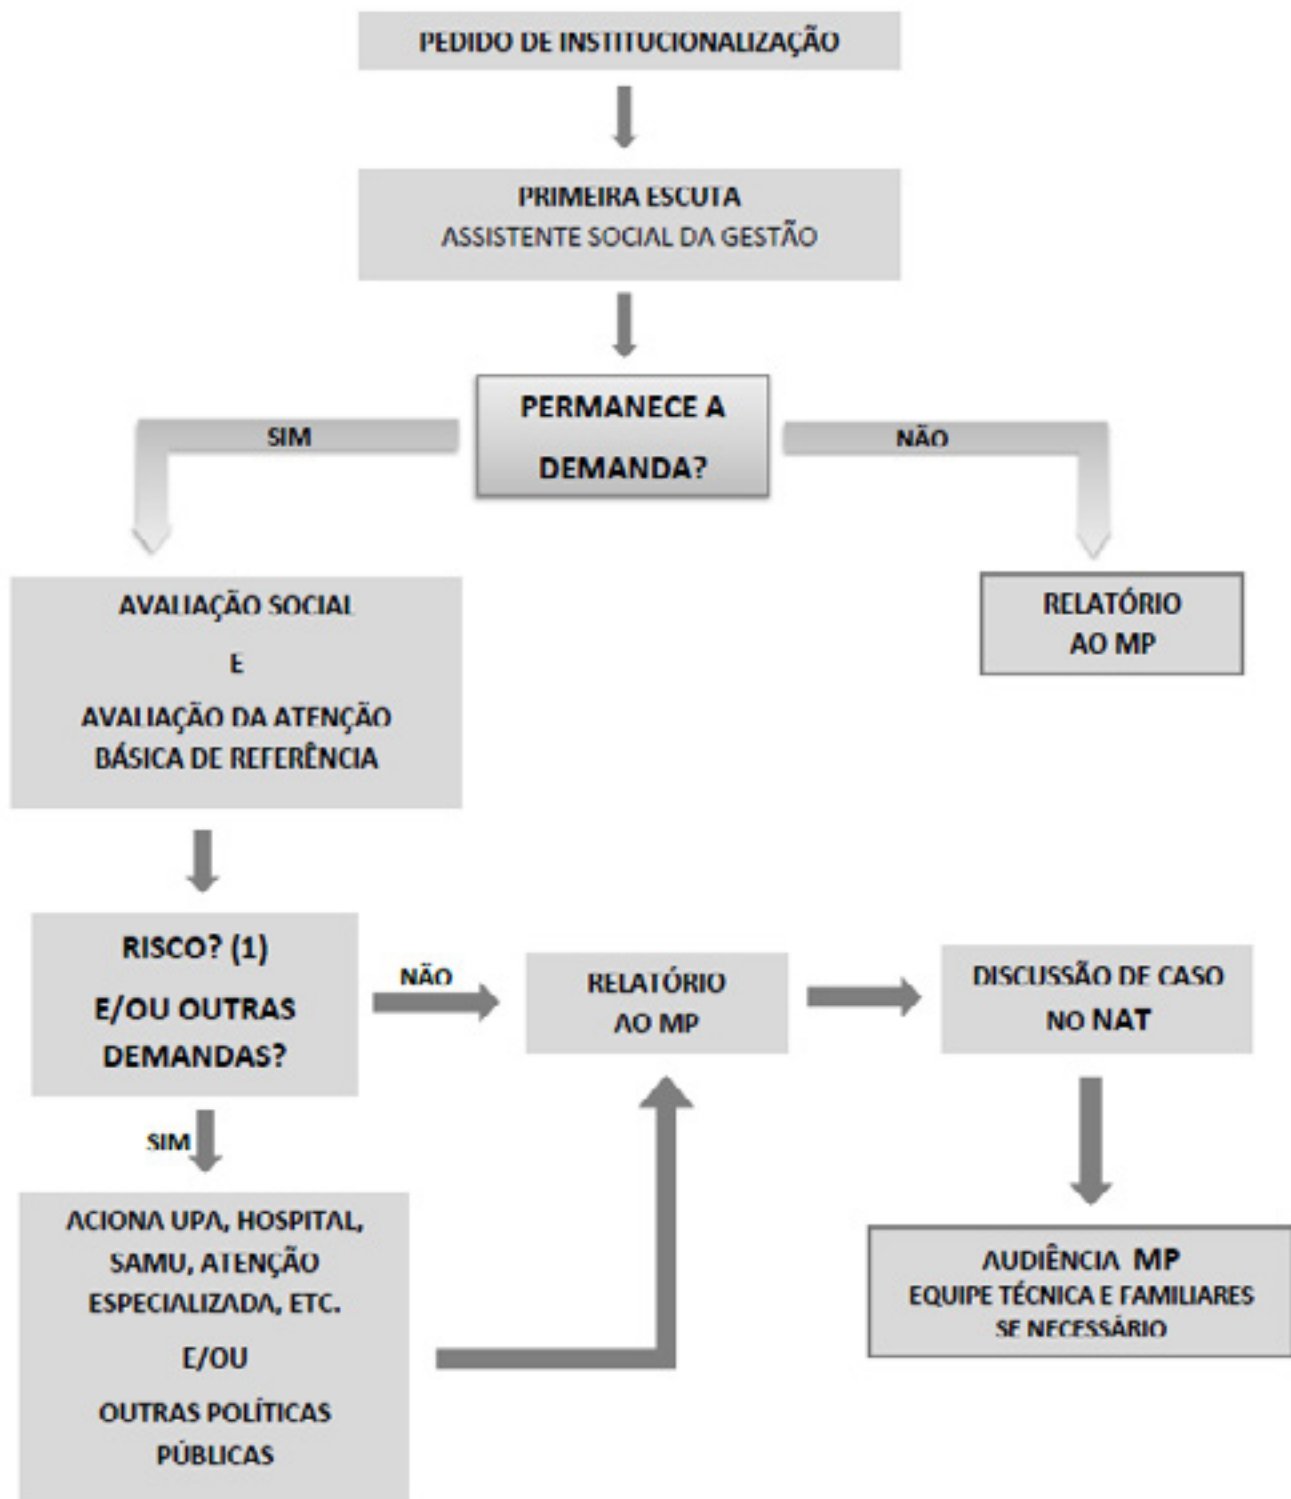 PEDIDO DE INSTITUCIONALIZAÇÃO
PRIMEIRA ESCUTA
ASSISTENTE SOCIAL DA GESTÃO
PERMANECE A
DEMANDA?
SIM
NÃO
AVALIAÇÃO SOCIAL
E
AVALIAÇÃO DA ATENÇÃO
BÁSICA DE REFERÊNCIA
RELATÓRIO
AO MP
RISCO? (1)
E/OU OUTRAS
DEMANDAS?
NÃO
RELATÓRIO
AO MP
DISCUSSÃO DE CASO
NO NAT
SIM
ACIONA UPA, HOSPITAL,
SAMU, ATENÇÃO
ESPECIALIZADA, ETC.
E/OU
OUTRAS POLÍTICAS
PÚBLICAS
AUDIÊNCIA MP
EQUIPE TÉCNICA E FAMILIARES
SE NECESSÁRIO